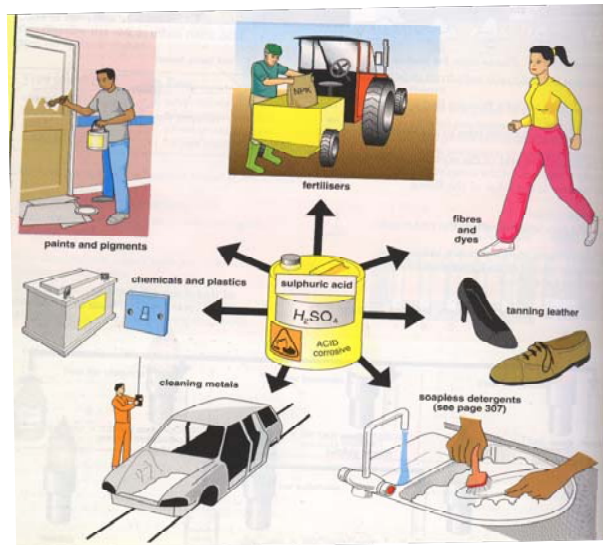 NPK
fertilisers
fibres
and
dyes
paints and pigments
chemicals and plastics
sulphuric acid
H₂SO₄
ACID
corrosive
tanning leather
cleaning metals
soapless detergents
(see page 307)